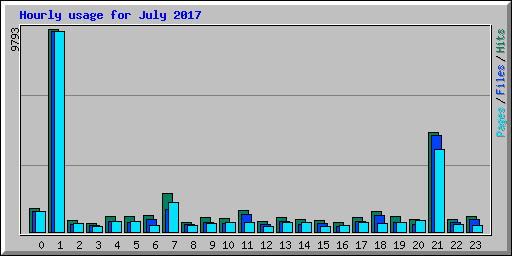 Hourly usage for July 2017
9793
Pages/Files/Hits
0 1 2 3 4 5 6 7 8 9 10 11 12 13 14 15 16 17 18 19 20 21 22 23